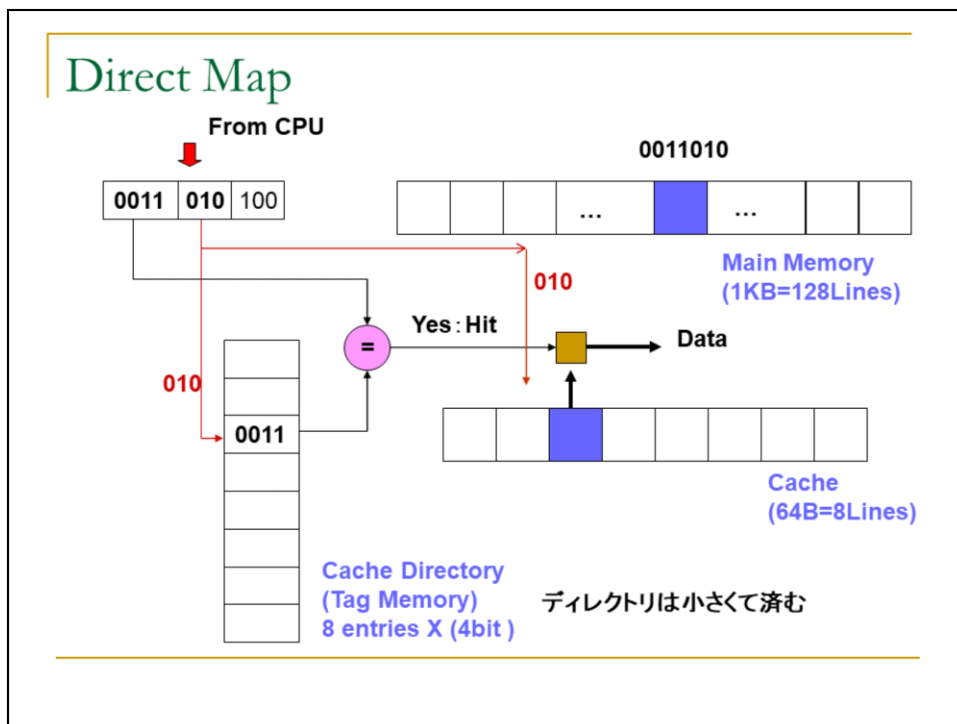 Direct Map
From CPU
0011 010 100
0011010
... ...
Main Memory
(1KB=128Lines)
010
Yes：Hit
=
Data
010
0011
Cache
(64B=8Lines)
Cache Directory
(Tag Memory)
8 entries X (4bit )
ディレクトリは小さくて済む